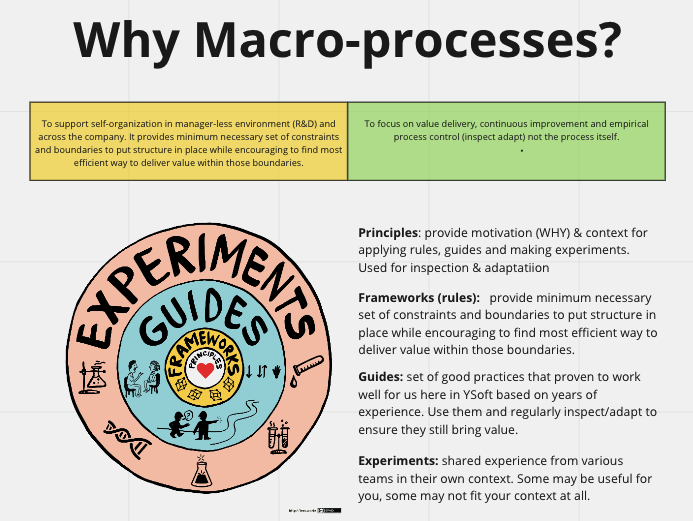 Why Macro-processes?
To support self-organization in manager-less environment (R&D) and
across the company. It provides minimum necessary set of constraints
and boundaries to put structure in place while encouraging to find most
efficient way to deliver value within those boundaries.
To focus on value delivery, continuous improvement and empirical
process control (inspect adapt) not the process itself.
•
EXPERIMENTS
GUIDES
FRAMEWORKS
PRINCIPLES
Principles: provide motivation (WHY) & context for
applying rules, guides and making experiments.
Used for inspection & adaptatiion
Frameworks (rules): provide minimum necessary
set of constraints and boundaries to put structure in
place while encouraging to find most efficient way to
deliver value within those boundaries.
Guides: set of good practices that proven to work
well for us here in YSoft based on years of
experience. Use them and regularly inspect/adapt to
ensure they still bring value.
Experiments: shared experience from various
teams in their own context. Some may be useful for
you, some may not fit your context at all.